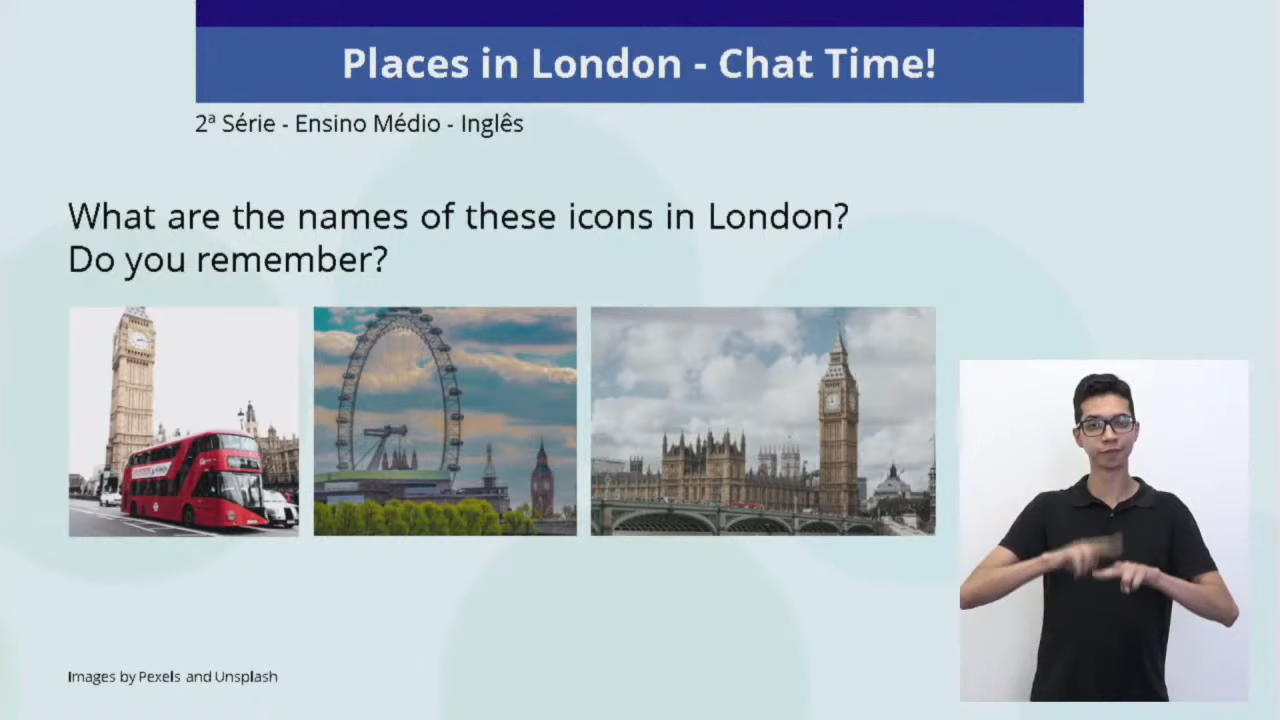 Places in London - Chat Time!
2ª Série - Ensino Médio - Inglês
What are the names of these icons in London?
Do you remember?
Images by Pexels and Unsplash